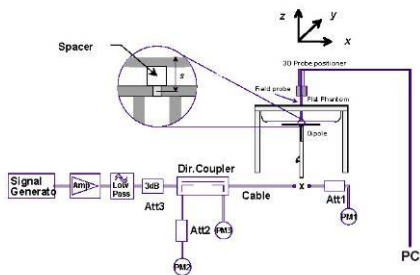 z
y
x
Spacer
s
3D Probe positioner
Field probe
Flat Phantom
Dipole
Signal
Generato
Amp
Low
Pass
3dB
Att3
Dir.Coupler
Cable
x
Att1
Att2
PM3
PM1
PM2
PC